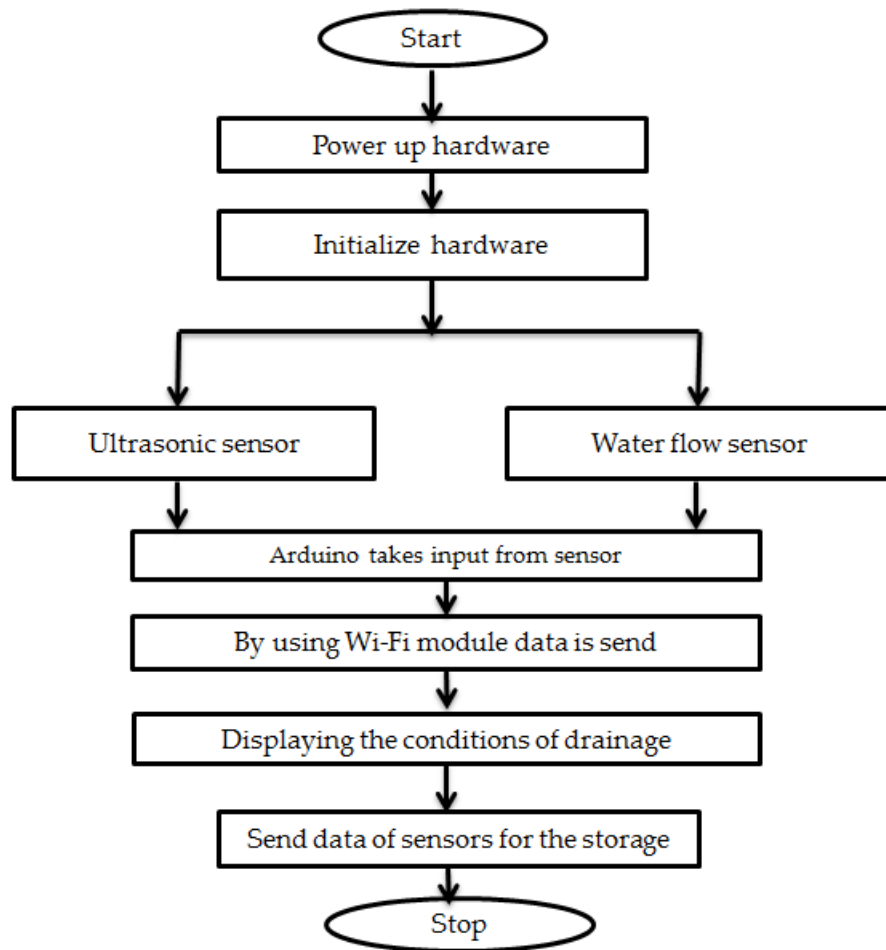 Start
Power up hardware
Initialize hardware
Ultrasonic sensor
Water flow sensor
Arduino takes input from sensor
By using Wi-Fi module data is send
Displaying the conditions of drainage
Send data of sensors for the storage
Stop